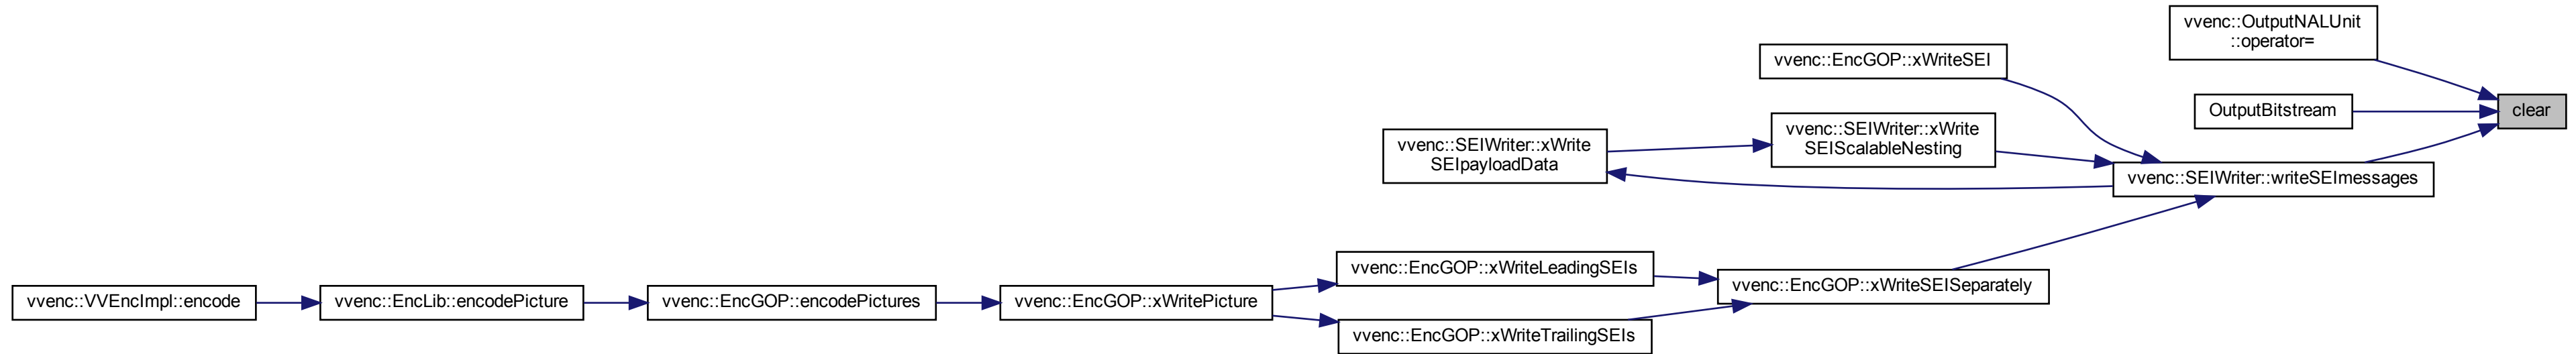 vvenc::OutputNALUnit
::operator=
vvenc::EncGOP::xWriteSEI
OutputBitstream
clear
vvenc::SEIWriter::xWrite
SEIScalableNesting
vvenc::SEIWriter::xWrite
SEIpayloadData
vvenc::SEIWriter::writeSEImessages
vvenc::EncGOP::xWriteLeadingSEIs
vvenc::EncGOP::xWriteSEISeparately
vvenc::VVEncImpl::encode
vvenc::EncLib::encodePicture
vvenc::EncGOP::encodePictures
vvenc::EncGOP::xWritePicture
vvenc::EncGOP::xWriteTrailingSEIs